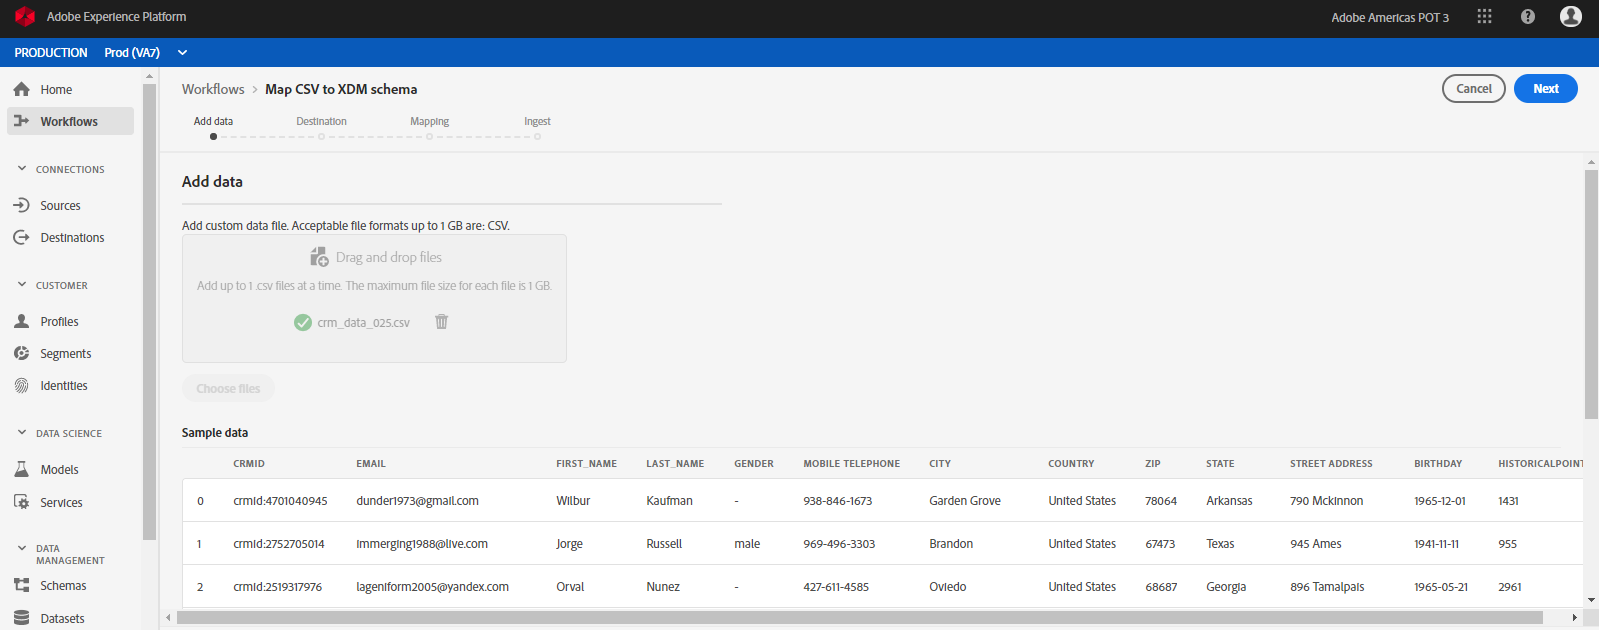 Adobe Experience Platform
Adobe Americas POT 3
PRODUCTION Prod (VA7)
Home
Workflows
CONNECTIONS
Sources
Destinations
CUSTOMER
Profiles
Segments
Identities
DATA SCIENCE
Models
Services
DATA
MANAGEMENT
Schemas
Datasets
Workflows > Map CSV to XDM schema
Cancel Next
Add data Destination Mapping Ingest
Add data
Add custom data file. Acceptable file formats up to 1 GB are: CSV.
Drag and drop files
Add up to 1 .csv files at a time. The maximum file size for each file is 1 GB.
crm_data_025.csv
Choose files
Sample data
CRMID EMAIL FIRST_NAME LAST_NAME GENDER MOBILE TELEPHONE CITY COUNTRY ZIP STATE STREET ADDRESS BIRTHDAY HISTORICALPOINT
0 crmid:4701040945 dunder1973@gmail.com Wilbur Kaufman - 938-846-1673 Garden Grove United States 78064 Arkansas 790 Mckinnon 1965-12-01 1431
1 crmid:2752705014 immerging1988@live.com Jorge Russell male 969-496-3303 Brandon United States 67473 Texas 945 Ames 1941-11-11 955
2 crmid:2519317976 lageniform2005@yandex.com Orval Nunez - 427-611-4585 Oviedo United States 68687 Georgia 896 Tamalpais 1965-05-21 2961